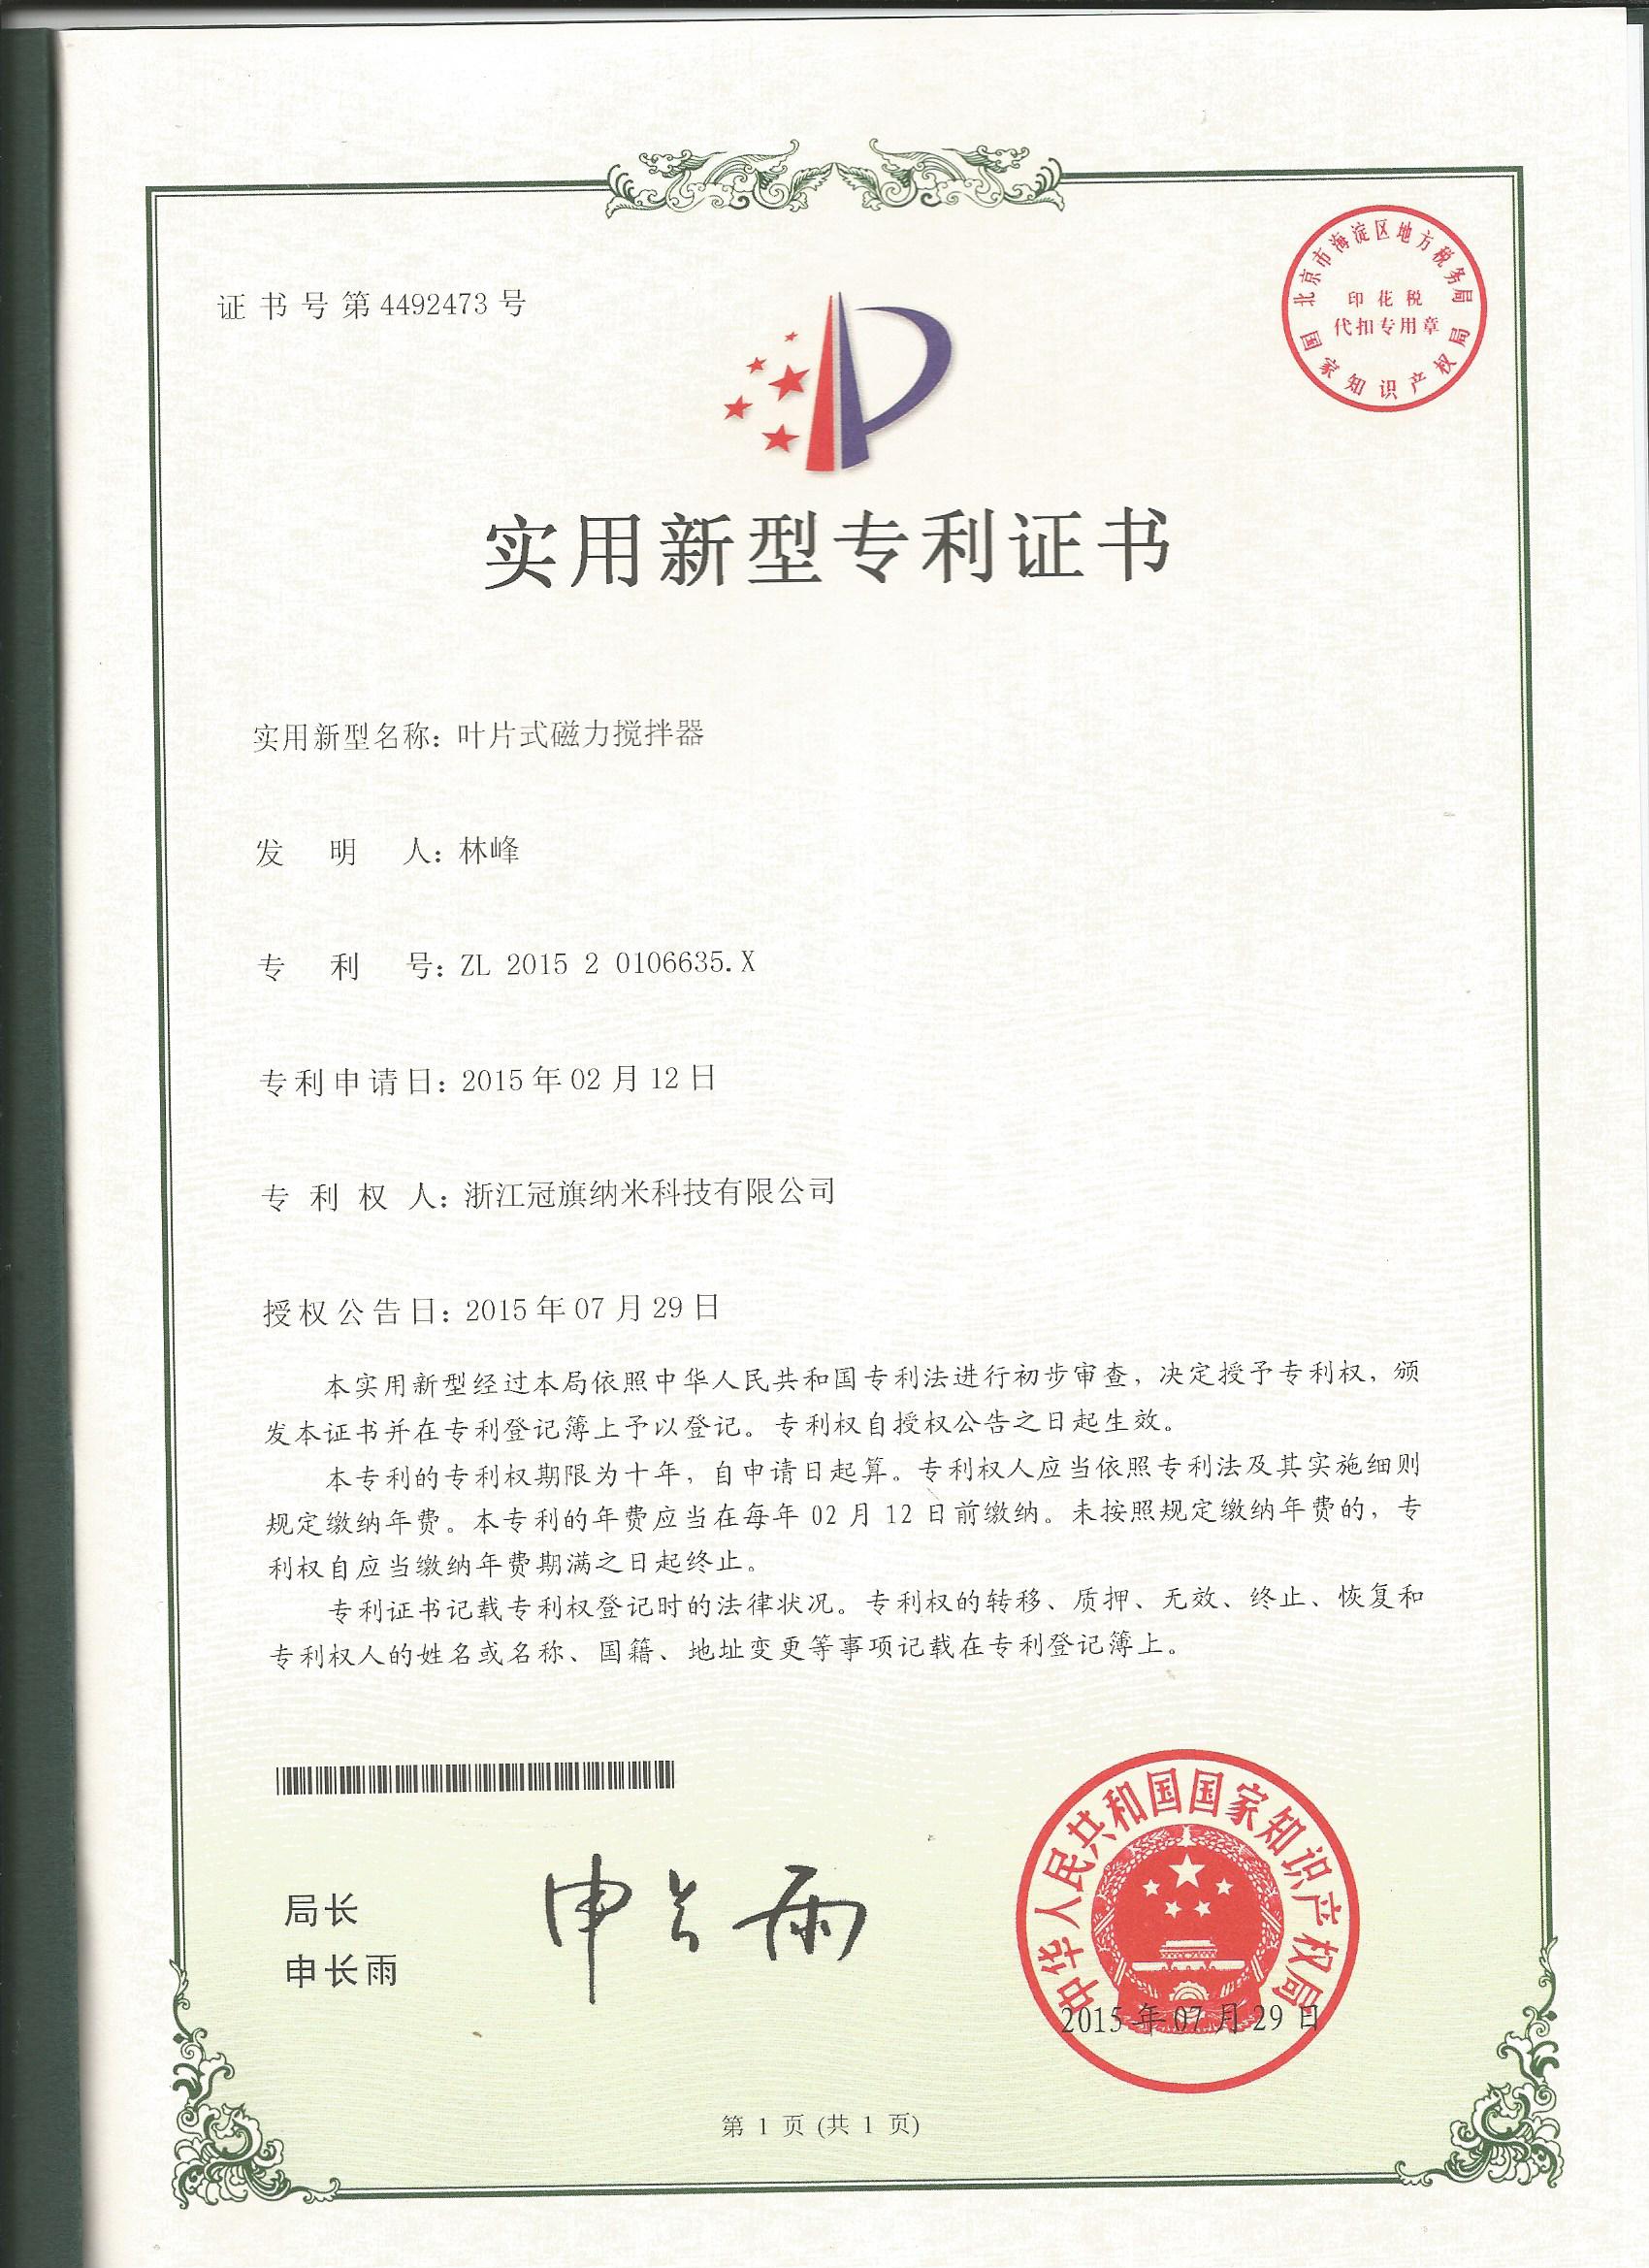 证书号第4492473号
北京市海淀区地方税务局
印花税
代扣专用章
国家知识产权局
实用新型专利证书
实用新型名称：叶片式磁力搅拌器
发明人：林峰
专利号：ZL 2015 2 0106635.X
专利申请日：2015年02月12日
专利权人：浙江冠旗纳米科技有限公司
授权公告日：2015年07月29日
本实用新型经过本局依照中华人民共和国专利法进行初步审查，决定授予专利权，颁
发本证书并在专利登记簿上予以登记。专利权自授权公告之日起生效。
本专利的专利权期限为十年，自申请日起算。专利权人应当依照专利法及其实施细则
规定缴纳年费。本专利的年费应当在每年02月12日前缴纳。未按照规定缴纳年费的，专
利权自应当缴纳年费期满之日起终止。
专利证书记载专利权登记时的法律状况。专利权的转移、质押、无效、终止、恢复和
专利权人的姓名或名称、国籍、地址变更等事项记载在专利登记簿上。
局长
申长雨
申长雨
中华人民共和国国家知识产权局
2015年07月29日
第 1 页 (共 1 页)